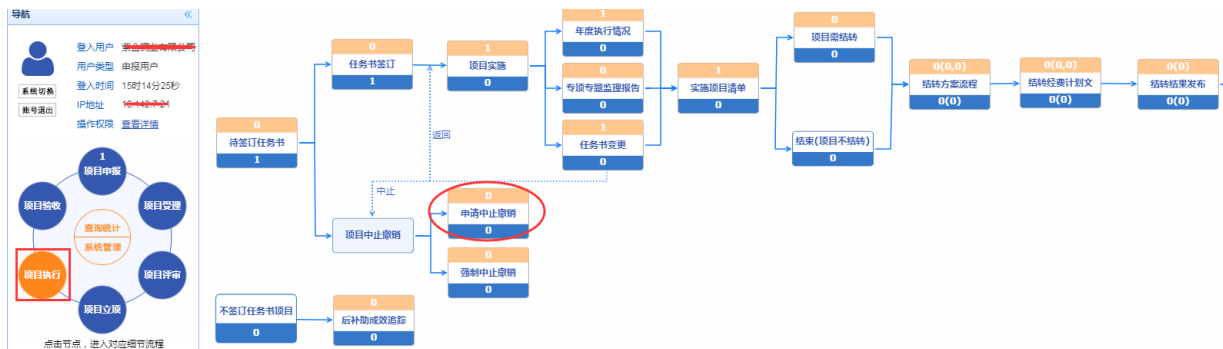 导航
登入用户
用户类型 申报用户
登入时间 15时14分25秒
IP地址
操作权限 查看详情
系统切换
账号退出
1
项目申报
项目受理
项目评审
项目立项
项目执行
项目验收
查询统计
系统管理
点击节点，进入对应细节流程
0
待签订任务书
1
0
任务书签订
1
1
项目实施
0
1
年度执行情况
0
0
专项专题监理报告
0
1
任务书变更
0
1
实施项目清单
0
0
项目需结转
0
结束(项目不结转)
0
0(0,0)
结转方案流程
0(0)
0(0,0)
结转经费计划文
0(0)
0(0,0)
结转结果发布
0(0)
返回
中止
项目中止撤销
0
申请中止撤销
0
0
强制中止撤销
0
不签订任务书项目
0
0
后补助成效追踪
0